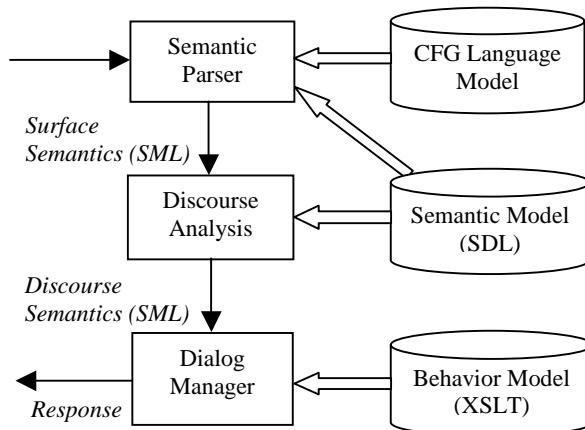 Semantic
Parser
CFG Language
Model
Surface
Semantics (SML)
Discourse
Analysis
Semantic Model
(SDL)
Discourse
Semantics (SML)
Dialog
Manager
Behavior Model
(XSLT)
Response